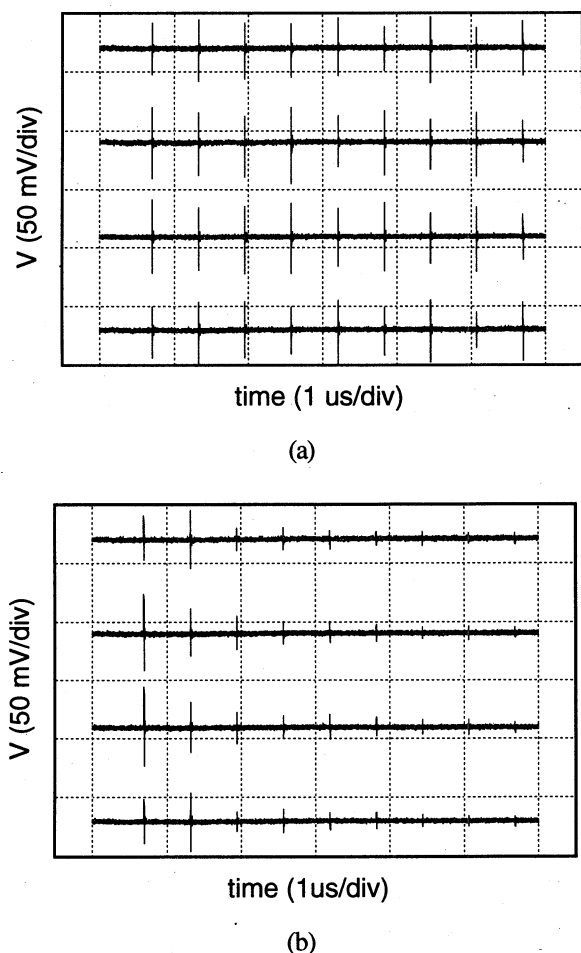 V (50 mV/div)
time (1 us/div)
(a)
V (50 mV/div)
time (1us/div)
(b)